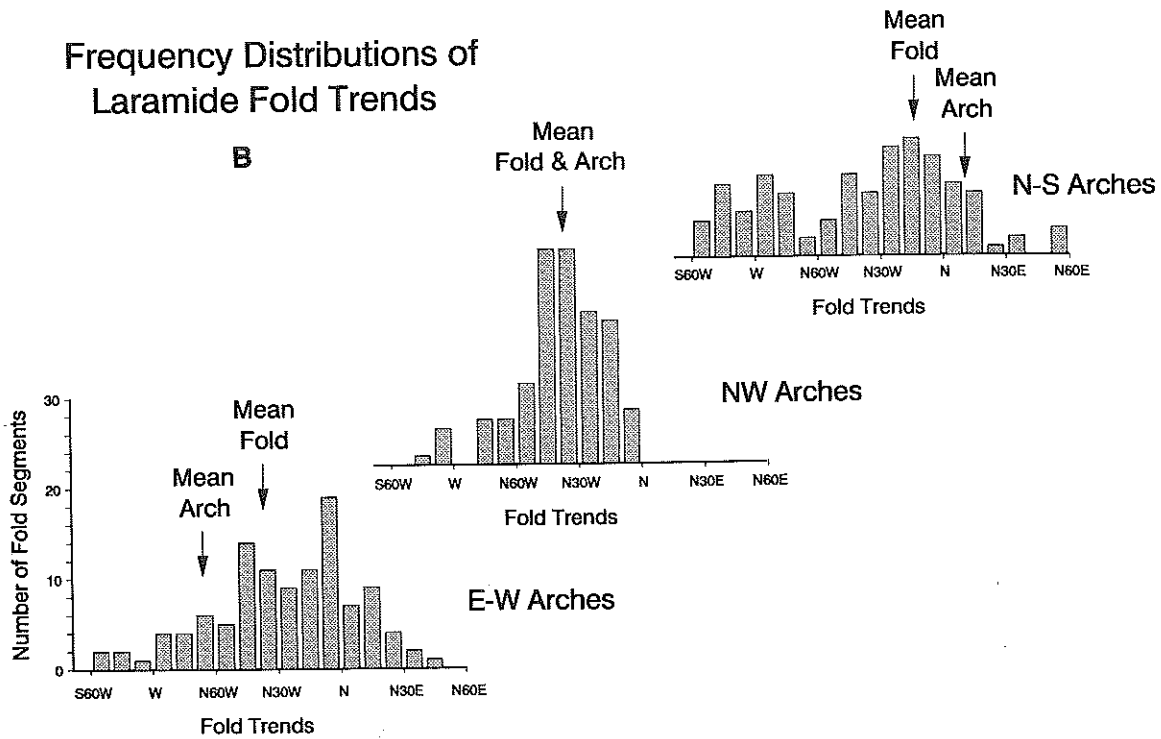 Frequency Distributions of
Laramide Fold Trends
B
Mean
Fold
Mean
Arch
N-S Arches
S60W W N60W N30W N N30E N60E
Fold Trends
Mean
Fold & Arch
NW Arches
S60W W N60W N30W N N30E N60E
Fold Trends
Number of Fold Segments
30
20
10
0
Mean
Fold
Mean
Arch
E-W Arches
S60W W N60W N30W N N30E N60E
Fold Trends